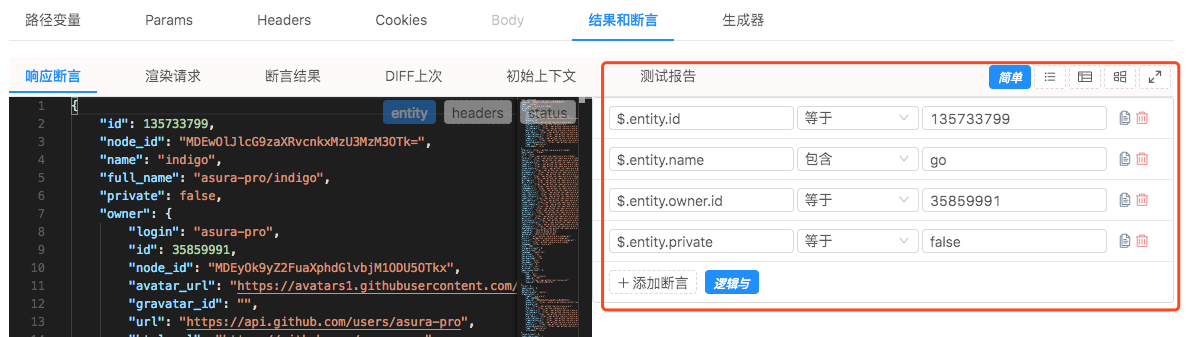 路径变量 Params Headers Cookies Body 结果和断言 生成器
响应断言 渲染请求 断言结果 DIFF上次 初始上下文 测试报告 简单
entity headers status
1 {
2 "id": 135733799,
3 "node_id": "MDEwOlJlcG9zaXRvcnkxMzU3MzM3OTk=",
4 "name": "indigo",
5 "full_name": "asura-pro/indigo",
6 "private": false,
7 "owner": {
8 "login": "asura-pro",
9 "id": 35859991,
10 "node_id": "MDEyOk9yZ2FuaXphdGlvbjM1ODU5OTkx",
11 "avatar_url": "https://avatars1.githubusercontent.com/
12 "gravatar_id": "",
13 "url": "https://api.github.com/users/asura-pro",
14
$.entity.id 等于 135733799
$.entity.name 包含 go
$.entity.owner.id 等于 35859991
$.entity.private 等于 false
+ 添加断言 逻辑与